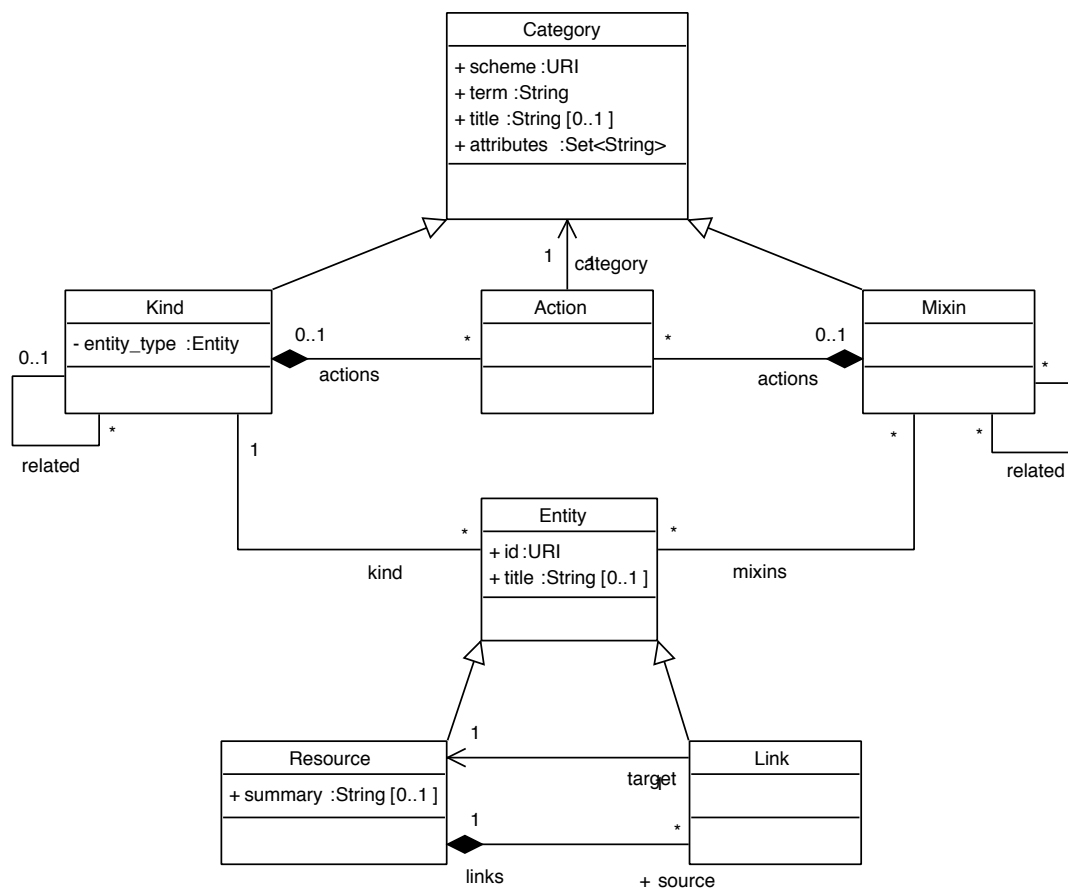 Category
+ scheme :URI
+ term :String
+ title :String [0..1 ]
+ attributes :Set<String>
1
category
1
Kind
- entity_type :Entity
Action
Mixin
0..1
0..1
*
actions
*
0..1
actions
*
*
related
1
*
*
related
Entity
+ id :URI
+ title :String [0..1 ]
*
kind
*
mixins
Resource
+ summary :String [0..1 ]
1
target
1
Link
1
links
*
+ source